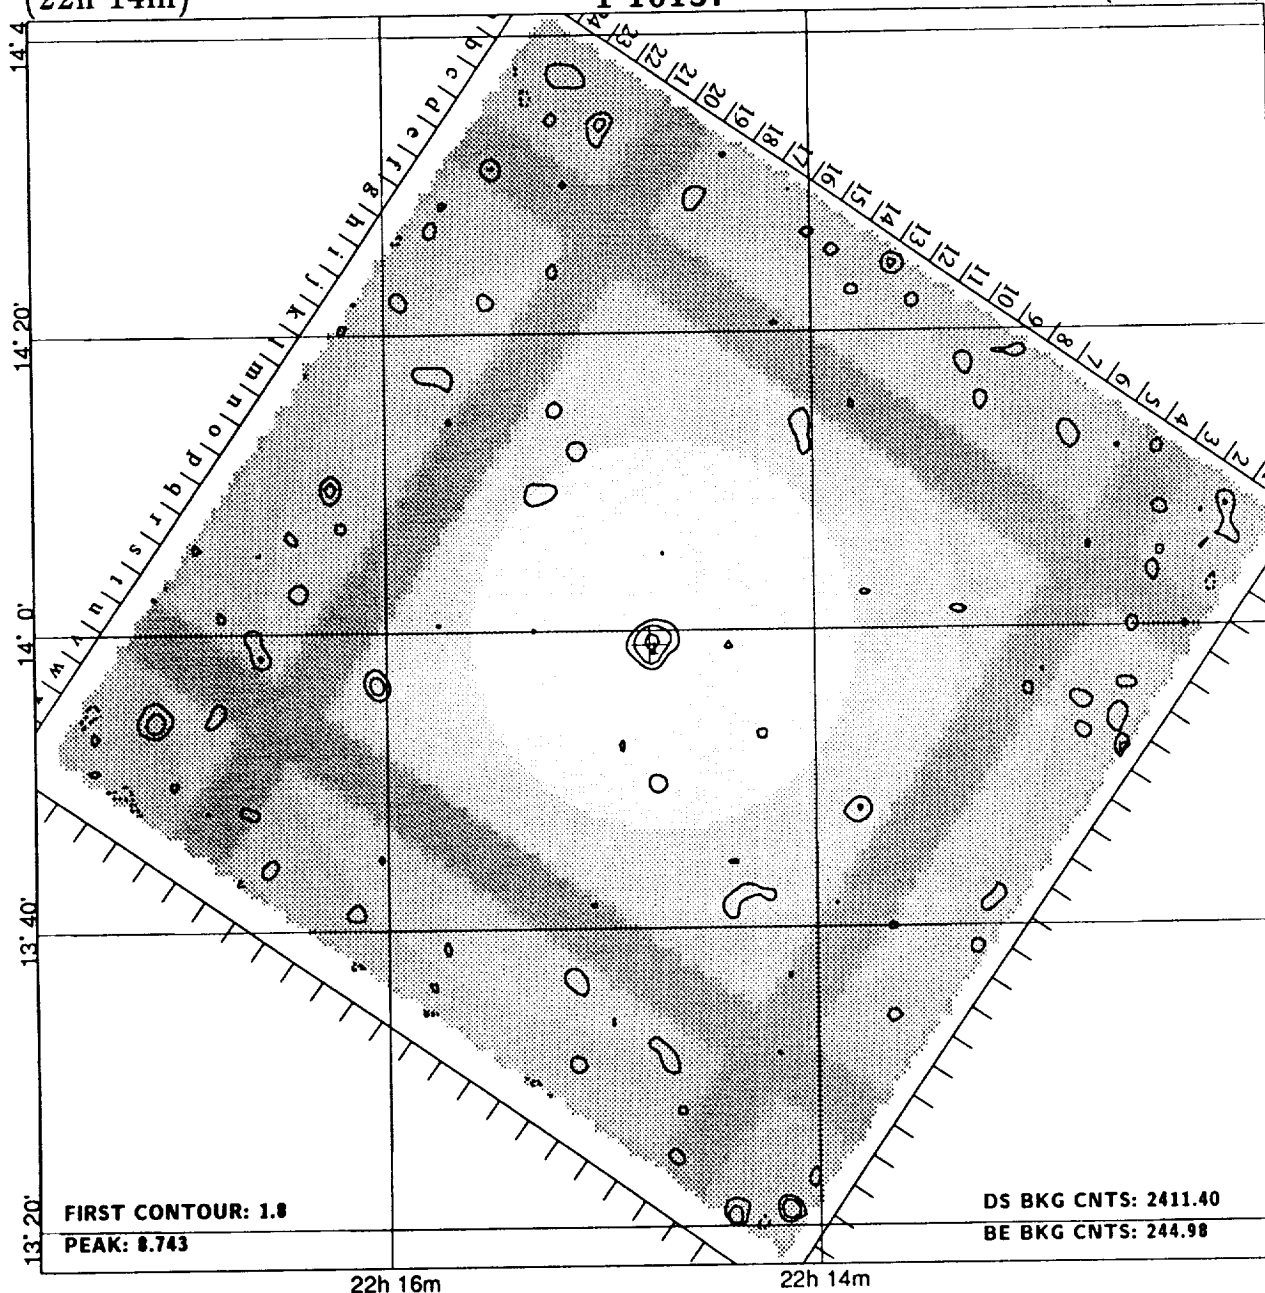 (22h 14m)
14° 4
b c d e f g h i j k l m n o p q r s t u v w
24 23 22 21 20 19 18 17 16 15 14 13 12 11 10 9 8 7 6 5 4 3 2
14° 20'
14° 0'
13° 40'
13° 20'
FIRST CONTOUR: 1.8
PEAK: 8.743
DS BKG CNTS: 2411.40
BE BKG CNTS: 244.98
22h 16m
22h 14m